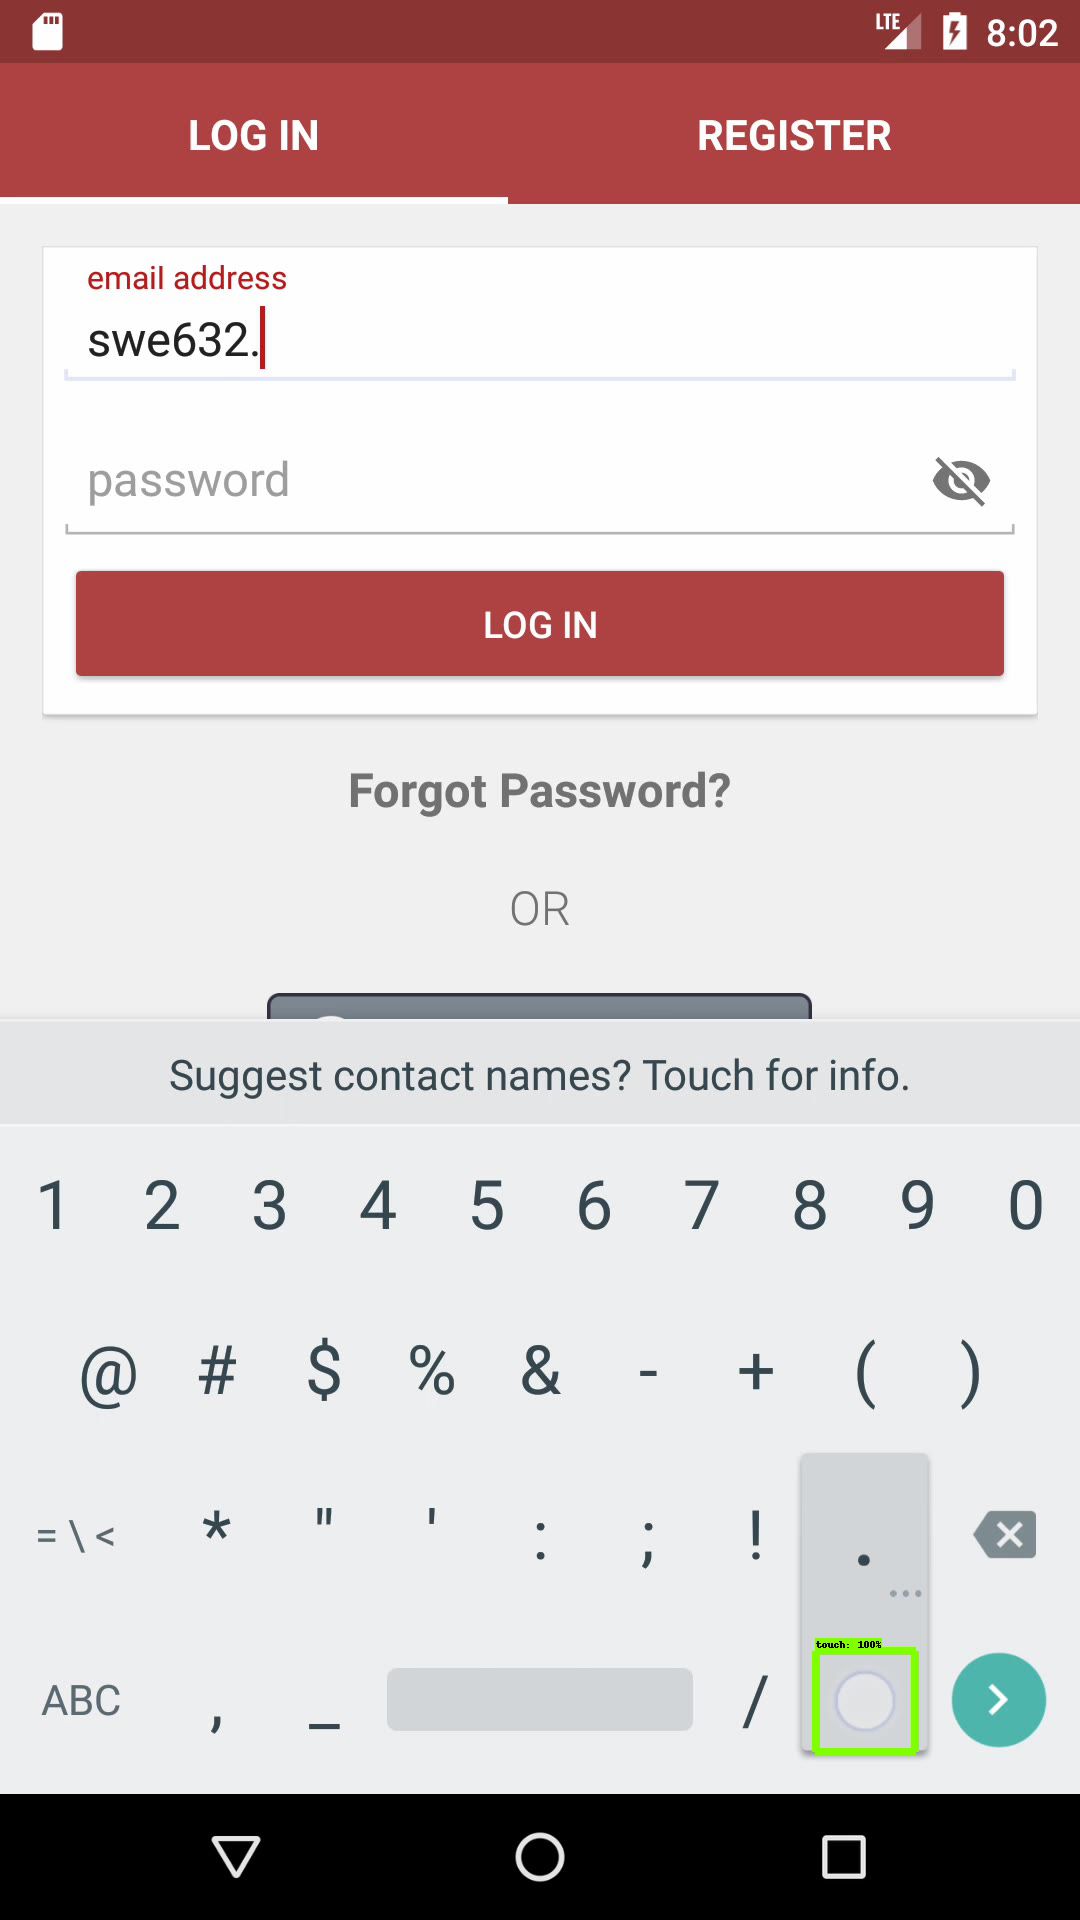 LTE 8:02
LOG IN REGISTER
email address
swe632.
password
LOG IN
Forgot Password?
OR
Suggest contact names? Touch for info.
1 2 3 4 5 6 7 8 9 0
@ # $ % & - + ( )
= \ < * " ' : ; ! . ...
touch: 100%
ABC , _ /